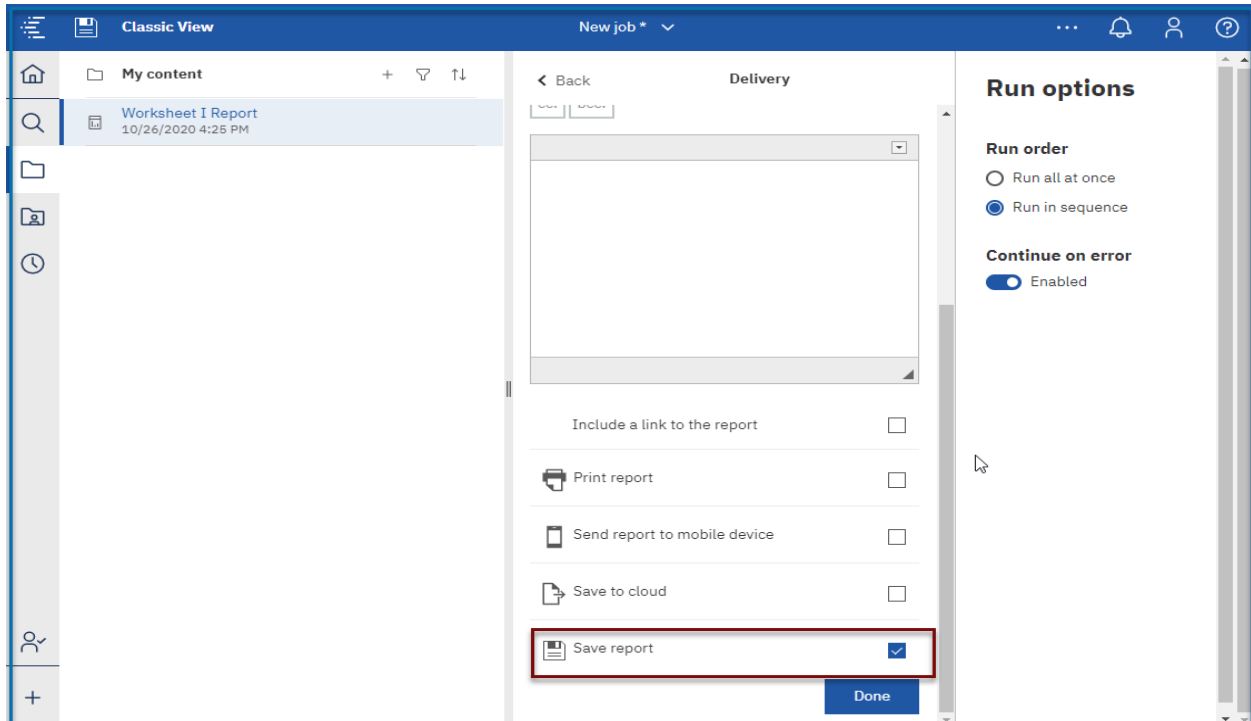 Classic View
New job *
My content
Worksheet I Report
10/26/2020 4:25 PM
Back
Delivery
Include a link to the report
Print report
Send report to mobile device
Save to cloud
Save report
Done
Run options
Run order
Run all at once
Run in sequence
Continue on error
Enabled